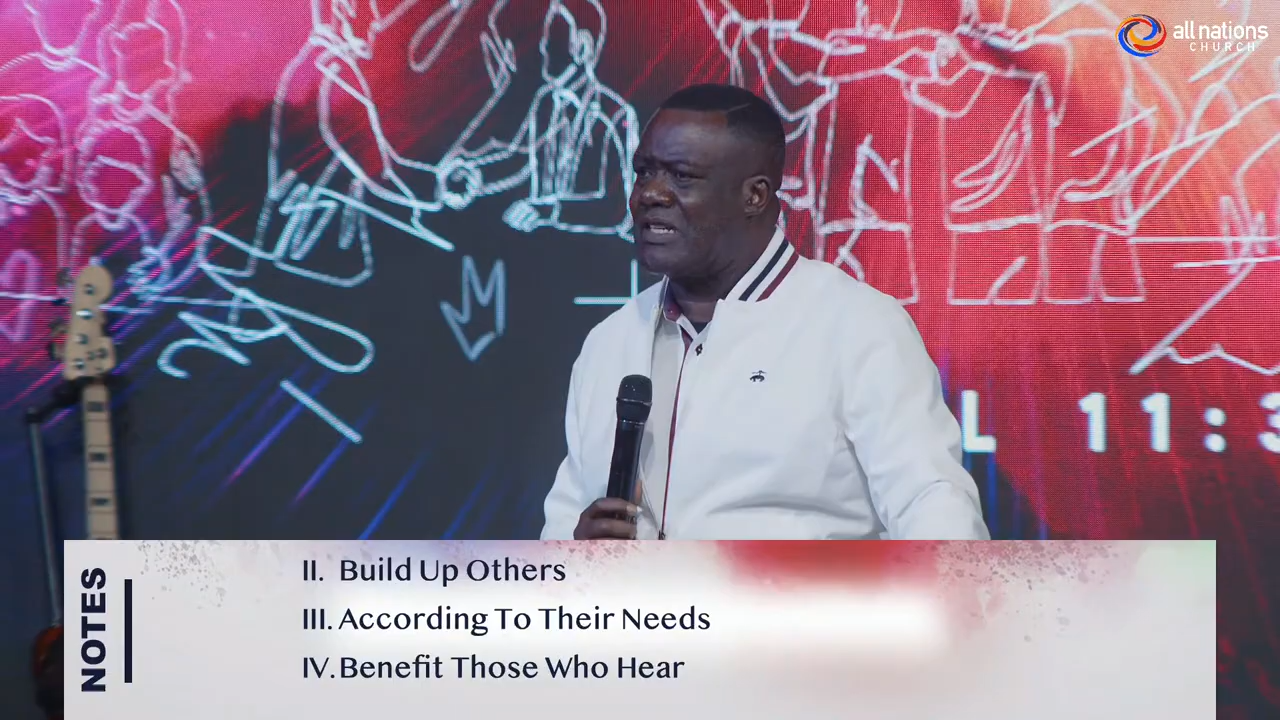 all nations
CHURCH
L 11:3
NOTES
II. Build Up Others
III. According To Their Needs
IV. Benefit Those Who Hear